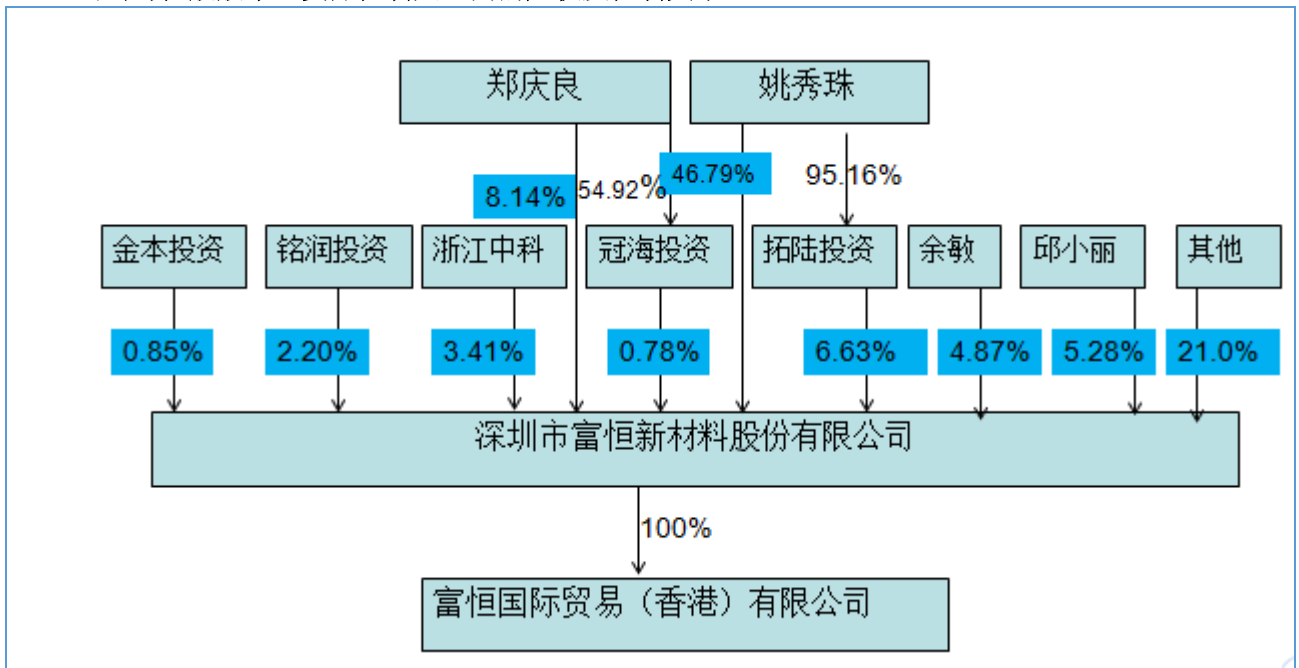 郑庆良
姚秀珠
8.14%
54.92%
46.79%
95.16%
金本投资
铭润投资
浙江中科
冠海投资
拓陆投资
余敏
邱小丽
其他
0.85%
2.20%
3.41%
0.78%
6.63%
4.87%
5.28%
21.0%
深圳市富恒新材料股份有限公司
100%
富恒国际贸易（香港）有限公司